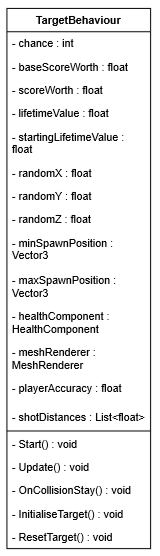 TargetBehaviour
- chance : int
- baseScoreWorth : float
- scoreWorth : float
- lifetimeValue : float
- startingLifetimeValue :
float
- randomX : float
- randomY : float
- randomZ : float
- minSpawnPosition :
Vector3
- maxSpawnPosition :
Vector3
- healthComponent :
HealthComponent
- meshRenderer :
MeshRenderer
- playerAccuracy : float
- shotDistances : List<float>
- Start() : void
- Update() : void
- OnCollisionStay() : void
- InitialiseTarget() : void
- ResetTarget() : void